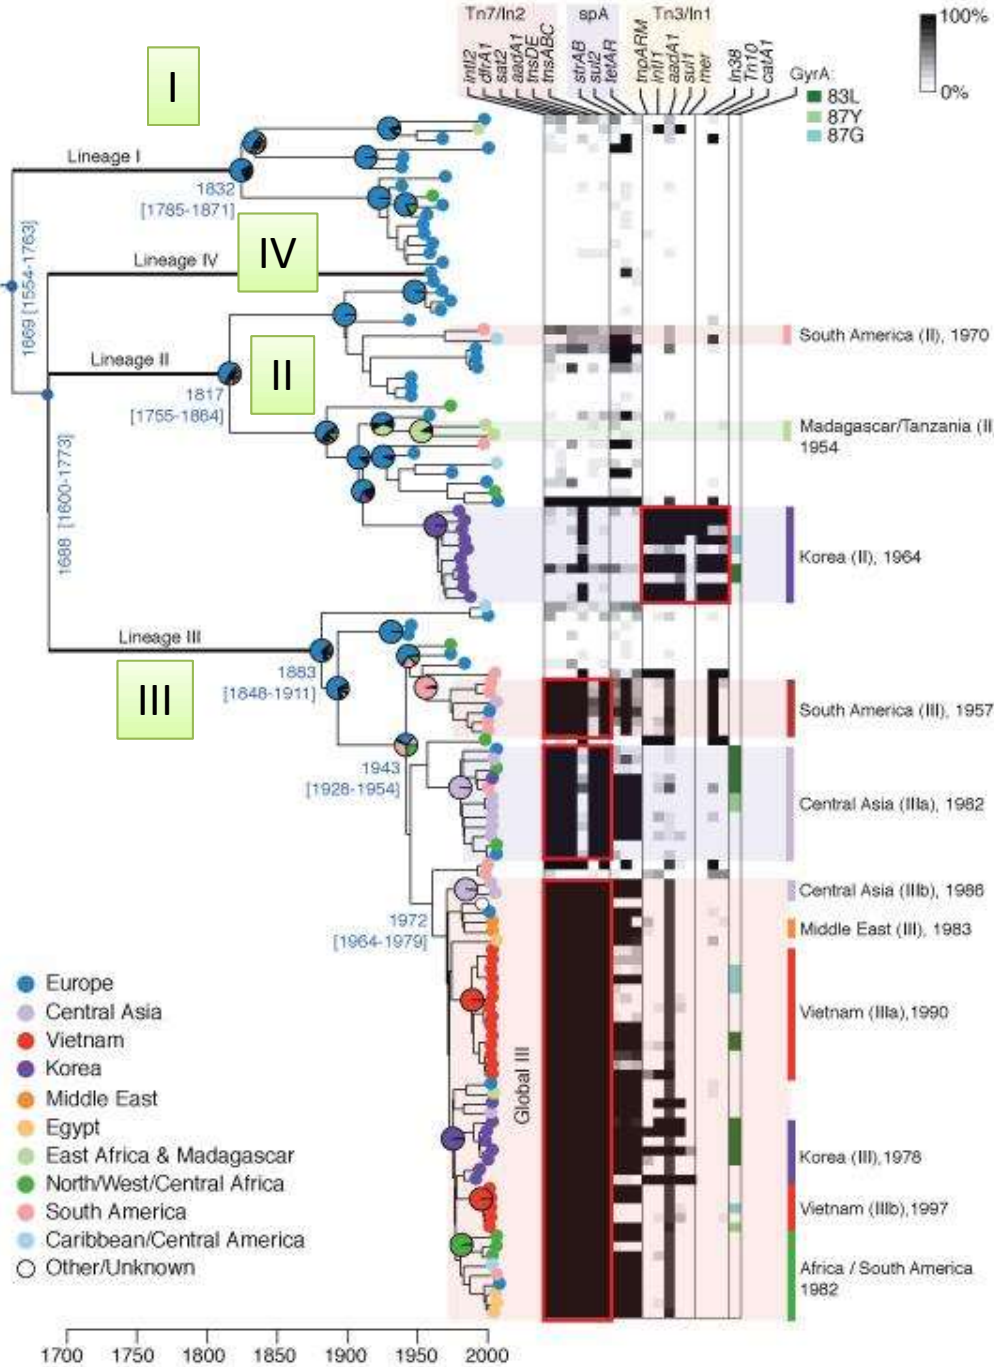 Tn7/In2
spA
Tn3/In1
intI2
dfrA1
sat2
aadA1
tnsDE
tnsABC
strAB
sul2
tetAR
tnpARM
intI1
aadA1
sul1
mer
In38
Tn10
catA1
100%
0%
GyrA:
83L
87Y
87G
I
Lineage I
1832
[1785-1871]
1669 [1554-1763]
IV
Lineage IV
II
Lineage II
1817
[1755-1864]
1688 [1600-1773]
South America (II), 1970
Madagascar/Tanzania (II
1954
Korea (II), 1964
Lineage III
III
1883
[1848-1911]
South America (III), 1957
1943
[1928-1954]
Central Asia (IIIa), 1982
1972
[1964-1979]
Central Asia (IIIb), 1986
Middle East (III), 1983
Vietnam (IIIa),1990
Global III
Korea (III),1978
Vietnam (IIIb),1997
Africa / South America
1982
Europe
Central Asia
Vietnam
Korea
Middle East
Egypt
East Africa & Madagascar
North/West/Central Africa
South America
Caribbean/Central America
Other/Unknown
1700 1750 1800 1850 1900 1950 2000